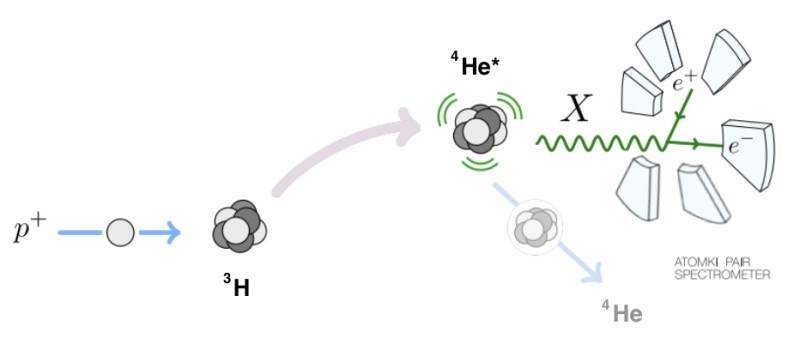 ⁴He*
X
e⁺
e⁻
p⁺
³H
ATOMKI PAIR
SPECTROMETER
⁴He